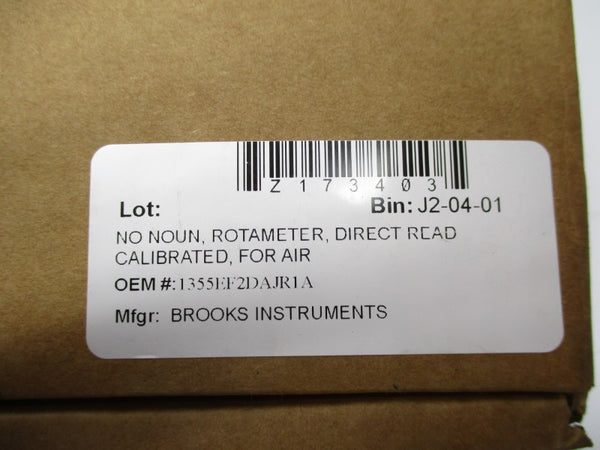 Z173403
Lot: Bin: J2-04-01
NO NOUN, ROTAMETER, DIRECT READ
CALIBRATED, FOR AIR
OEM #:1355EF2DAJR1A
Mfgr: BROOKS INSTRUMENTS